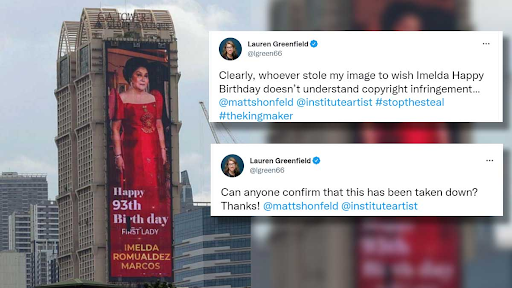 Happy
93rd
Birthday
FIRST LADY
IMELDA
ROMUALDEZ
MARCOS
Lauren Greenfield
@lgreen66
Clearly, whoever stole my image to wish Imelda Happy
Birthday doesn't understand copyright infringement...
@mattshonfeld @instituteartist #stopthesteal
#thekingmaker
Lauren Greenfield
@lgreen66
Can anyone confirm that this has been taken down?
Thanks! @mattshonfeld @instituteartist